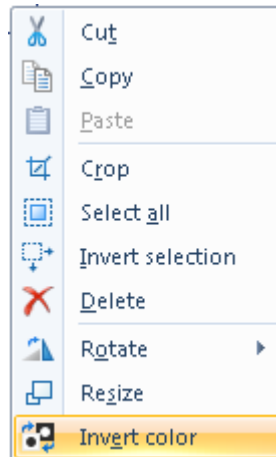 Cut
Copy
Paste
Crop
Select all
Invert selection
Delete
Rotate
Resize
Invert color